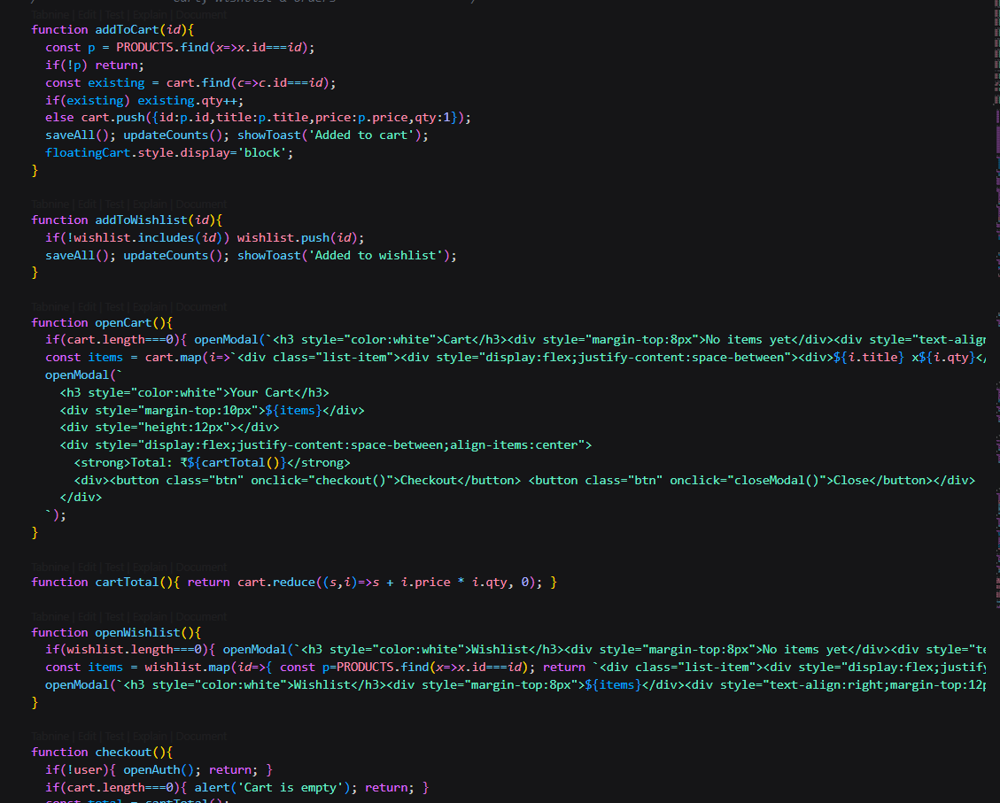 Cart, Wishlist & Orders
Tabnine | Edit | Test | Explain | Document
function addToCart(id){
const p = PRODUCTS.find(x=>x.id===id);
if(!p) return;
const existing = cart.find(c=>c.id===id);
if(existing) existing.qty++;
else cart.push({id:p.id,title:p.title,price:p.price,qty:1});
saveAll(); updateCounts(); showToast('Added to cart');
floatingCart.style.display='block';
}
Tabnine | Edit | Test | Explain | Document
function addToWishlist(id){
if(!wishlist.includes(id)) wishlist.push(id);
saveAll(); updateCounts(); showToast('Added to wishlist');
}
Tabnine | Edit | Test | Explain | Document
function openCart(){
if(cart.length===0){ openModal(`<h3 style="color:white">Cart</h3><div style="margin-top:8px">No items yet</div><div style="text-align
const items = cart.map(i=>`<div class="list-item"><div style="display:flex;justify-content:space-between"><div>${i.title} x${i.qty}</
openModal(`
<h3 style="color:white">Your Cart</h3>
<div style="margin-top:10px">${items}</div>
<div style="height:12px"></div>
<div style="display:flex;justify-content:space-between;align-items:center">
<strong>Total: ₹${cartTotal()}</strong>
<div><button class="btn" onclick="checkout()">Checkout</button> <button class="btn" onclick="closeModal()">Close</button></div>
</div>
`);
}
Tabnine | Edit | Test | Explain | Document
function cartTotal(){ return cart.reduce((s,i)=>s + i.price * i.qty, 0); }
Tabnine | Edit | Test | Explain | Document
function openWishlist(){
if(wishlist.length===0){ openModal(`<h3 style="color:white">Wishlist</h3><div style="margin-top:8px">No items yet</div><div style="te
const items = wishlist.map(id=>{ const p=PRODUCTS.find(x=>x.id===id); return `<div class="list-item"><div style="display:flex;justify
openModal(`<h3 style="color:white">Wishlist</h3><div style="margin-top:8px">${items}</div><div style="text-align:right;margin-top:12p
}
Tabnine | Edit | Test | Explain | Document
function checkout(){
if(!user){ openAuth(); return; }
if(cart.length===0){ alert('Cart is empty'); return; }
const total = cartTotal();